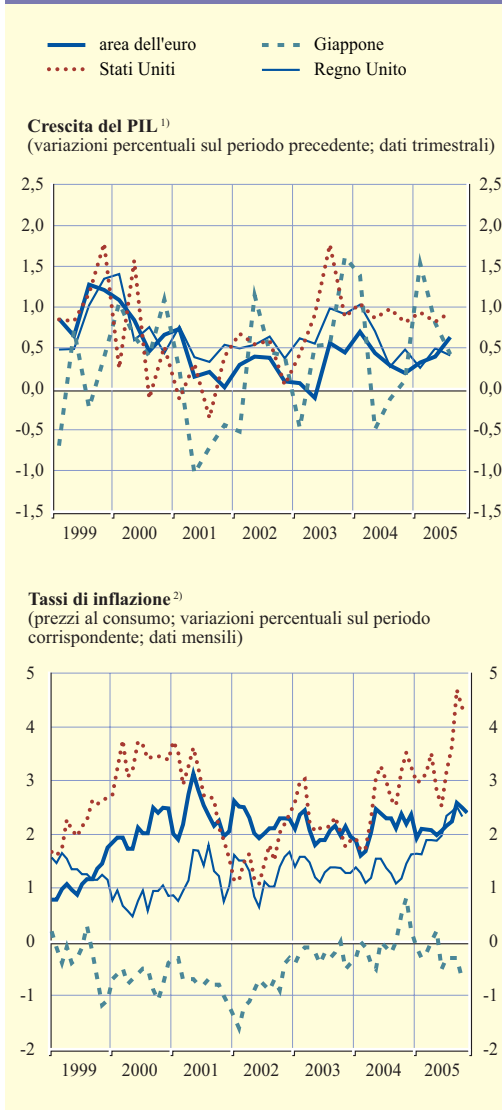 area dell'euro Giappone
Stati Uniti Regno Unito
Crescita del PIL 1)
(variazioni percentuali sul periodo precedente; dati trimestrali)
2,5 2,5
2,0 2,0
1,5 1,5
1,0 1,0
0,5 0,5
0,0 0,0
-0,5 -0,5
-1,0 -1,0
-1,5 -1,5
1999 2000 2001 2002 2003 2004 2005
Tassi di inflazione 2)
(prezzi al consumo; variazioni percentuali sul periodo
corrispondente; dati mensili)
5 5
4 4
3 3
2 2
1 1
0 0
-1 -1
-2 -2
1999 2000 2001 2002 2003 2004 2005